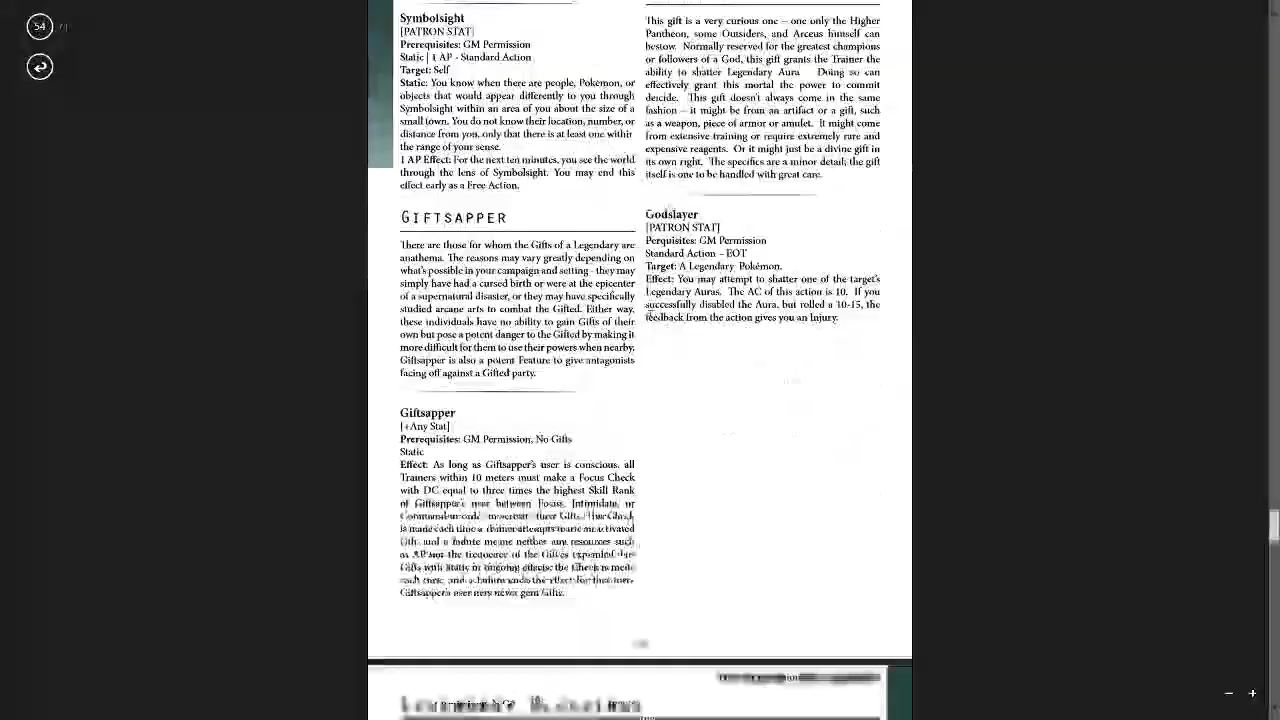 54
Symbolsight
[PATRON STAT]
Prerequisites: GM Permission
Static | 1 AP - Standard Action
Target: Self
Static: You know when there are people, Pokemon, or
objects that would appear differently to you through
Symbolsight within an area of you about the size of a
small town. You do not know their location, number, or
distance from you, only that there is at least one within
the range of your sense.
1 AP Effect: For the next ten minutes, you see the world
through the lens of Symbolsight. You may end this
effect early as a Free Action.
GIFTSAPPER
There are those for whom the Gifts of a Legendary are
anathema. The reasons may vary greatly depending on
what's possible in your campaign and setting - they may
simply have had a cursed birth or were at the epicenter
of a supernatural disaster, or they may have specifically
studied arcane arts to combat the Gifted. Either way,
these individuals have no ability to gain Gifts of their
own but pose a potent danger to the Gifted by making it
more difficult for them to use their powers when nearby.
Giftsapper is also a potent Feature to give antagonists
facing off against a Gifted party.
Giftsapper
[+Any Stat]
Prerequisites: GM Permission, No Gifts
Static
Effect: As long as Giftsapper's user is conscious, all
Trainers within 10 meters must make a Focus Check
with DC equal to three times the highest Skill Rank
of Giftsapper's user between Focus, Intimidate, or
This gift is a very curious one – one only the Higher
Pantheon, some Outsiders, and Arceus himself can
bestow. Normally reserved for the greatest champions
or followers of a God, this gift grants the Trainer the
ability to shatter Legendary Aura Doing so can
effectively grant this mortal the power to commit
deicide. This gift doesn't always come in the same
fashion – it might be from an artifact or a gift, such
as a weapon, piece of armor or amulet. It might come
from extensive training or require extremely rare and
expensive reagents. Or it might just be a divine gift in
its own right. The specifics are a minor detail; the gift
itself is one to be handled with great care.
Godslayer
[PATRON STAT]
Perquisites: GM Permission
Standard Action – EOT
Target: A Legendary Pokémon.
Effect: You may attempt to shatter one of the target's
Legendary Auras. The AC of this action is 10. If you
successfully disabled the Aura, but rolled a 10-15, the
feedback from the action gives you an Injury.